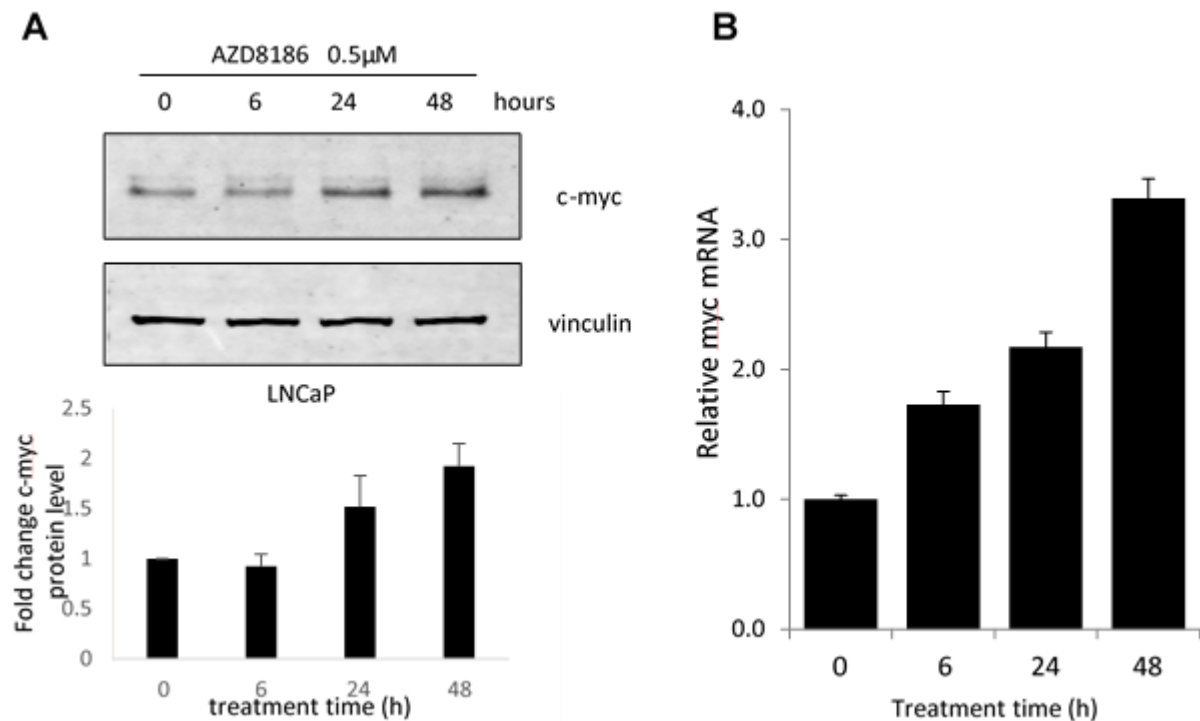 A
AZD8186 0.5µM
0 6 24 48 hours
c-myc
vinculin
LNCaP
Fold change c-myc
protein level
2.5
2
1.5
1
0.5
0
0 6 24 48
treatment time (h)
B
Relative myc mRNA
4.0
3.0
2.0
1.0
0.0
0 6 24 48
Treatment time (h)